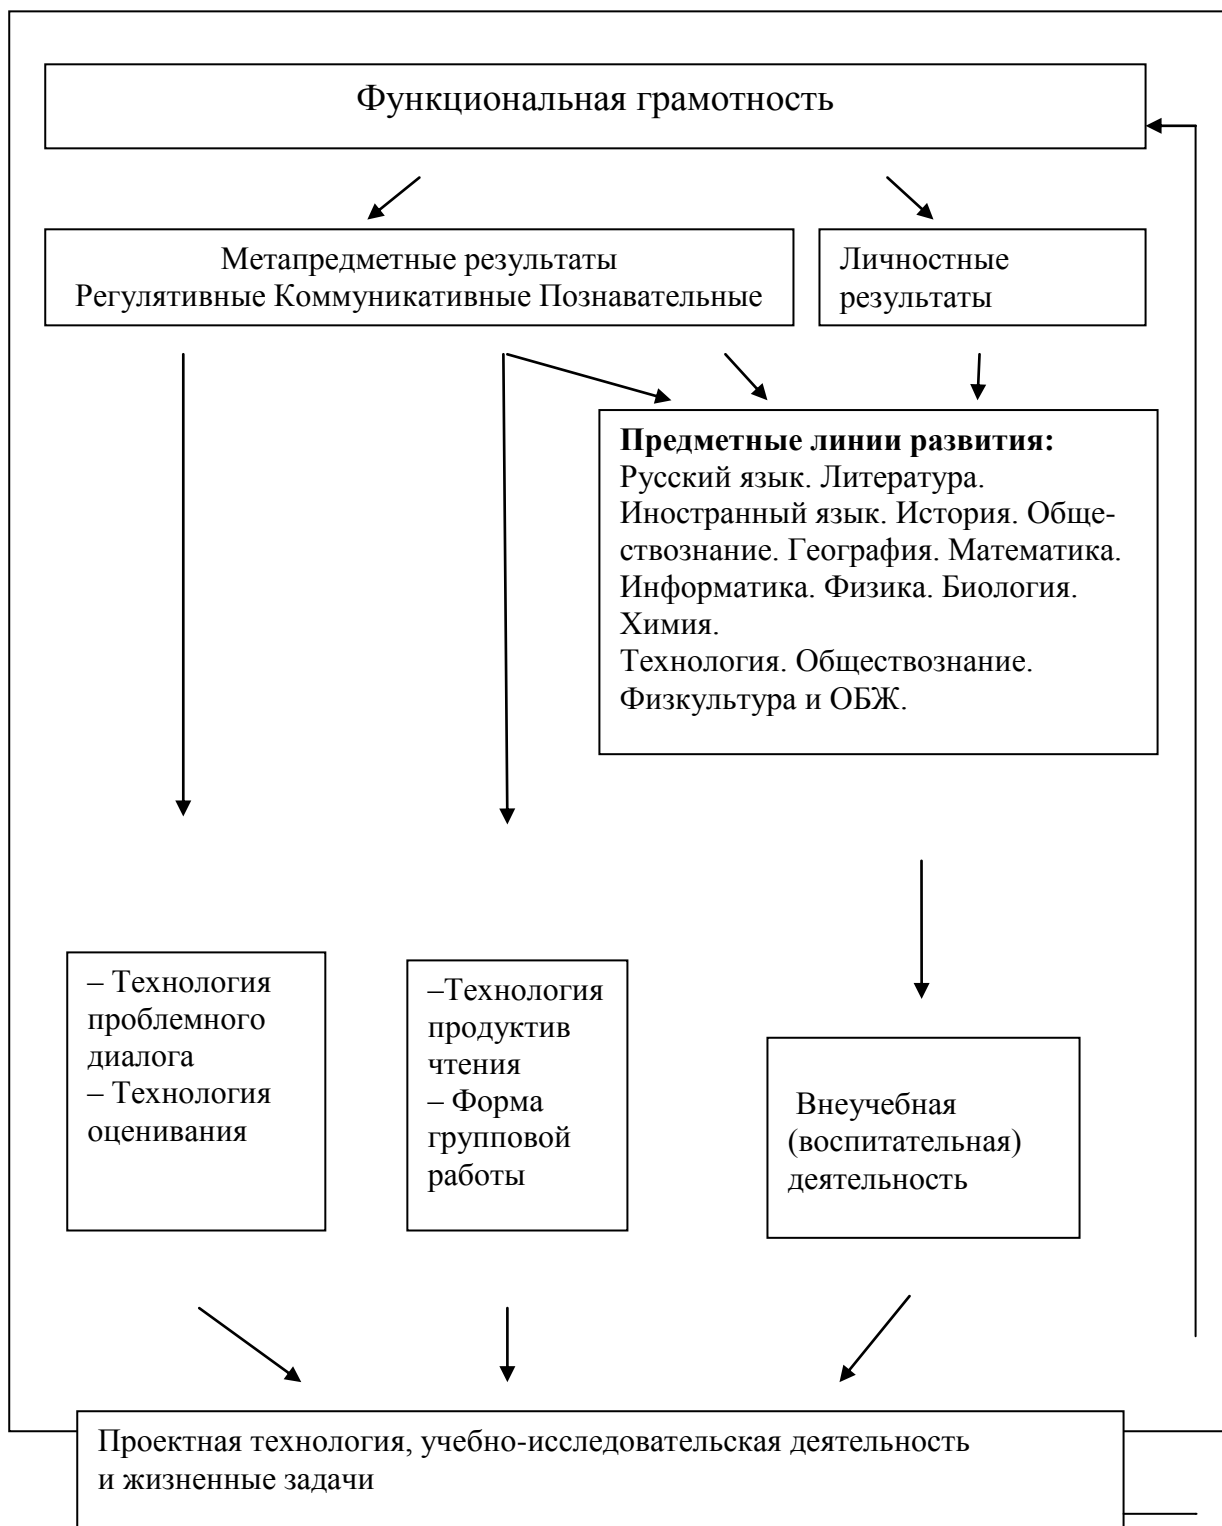 Функциональная грамотность
Метапредметные результаты
Регулятивные Коммуникативные Познавательные
Личностные
результаты
Предметные линии развития:
Русский язык. Литература.
Иностранный язык. История. Обще-
ствознание. География. Математика.
Информатика. Физика. Биология.
Химия.
Технология. Обществознание.
Физкультура и ОБЖ.
– Технология
проблемного
диалога
– Технология
оценивания
–Технология
продуктив
чтения
– Форма
групповой
работы
Внеучебная
(воспитательная)
деятельность
Проектная технология, учебно-исследовательская деятельность
и жизненные задачи